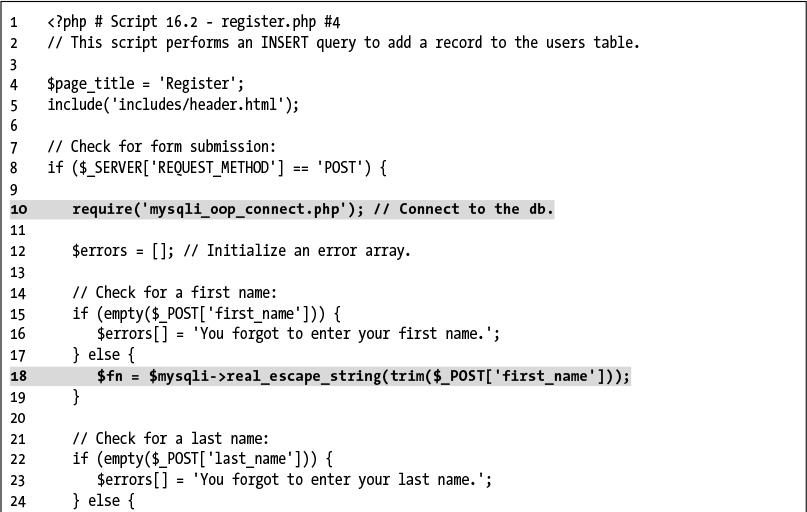 1 <?php # Script 16.2 - register.php #4
2 // This script performs an INSERT query to add a record to the users table.
3
4 $page_title = 'Register';
5 include('includes/header.html');
6
7 // Check for form submission:
8 if ($_SERVER['REQUEST_METHOD'] == 'POST') {
9
10 require('mysqli_oop_connect.php'); // Connect to the db.
11
12 $errors = []; // Initialize an error array.
13
14 // Check for a first name:
15 if (empty($_POST['first_name'])) {
16 $errors[] = 'You forgot to enter your first name.';
17 } else {
18 $fn = $mysqli->real_escape_string(trim($_POST['first_name']));
19 }
20
21 // Check for a last name:
22 if (empty($_POST['last_name'])) {
23 $errors[] = 'You forgot to enter your last name.';
24 } else {